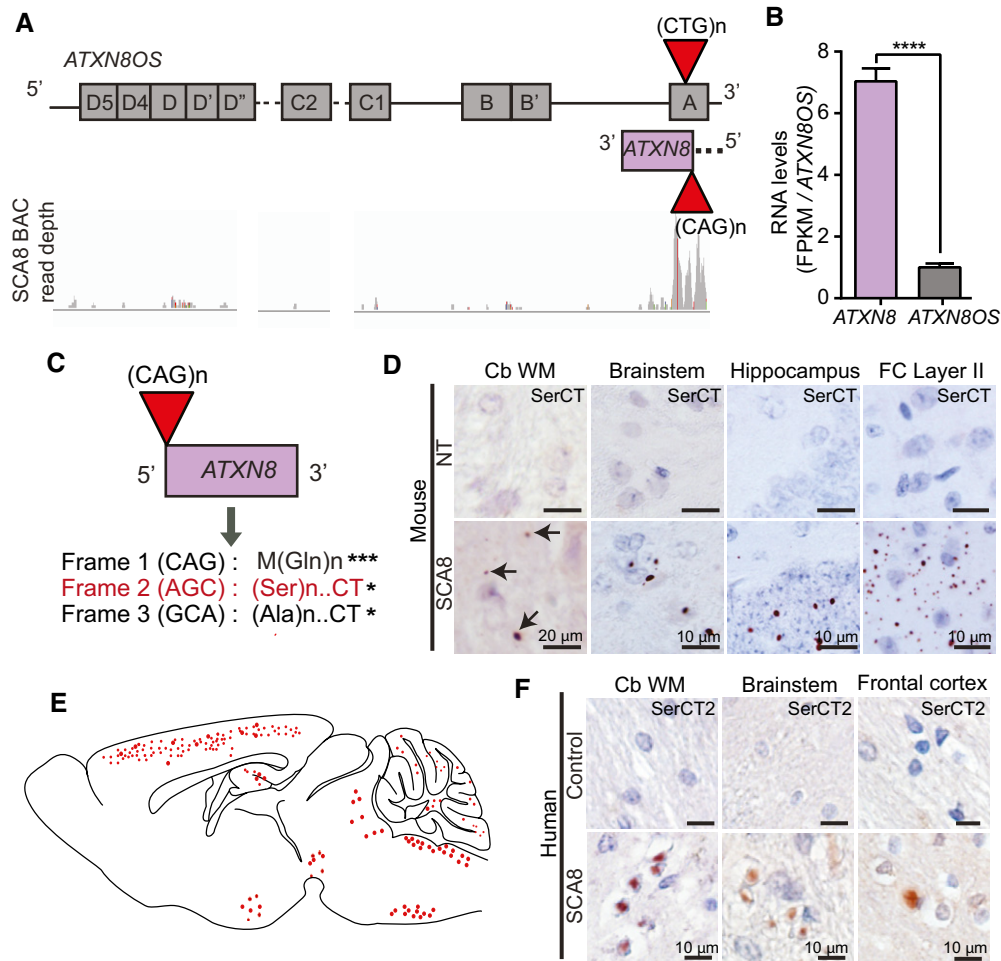 A
(CTG)n
ATXN8OS
5’
3’
D5 D4 D D’ D” C2 C1 B B’ A
3’ ATXN8 5’
(CAG)n
SCA8 BAC
read depth
B
****
RNA levels
(FPKM / ATXN8OS)
8
6
4
2
0
ATXN8 ATXN8OS
C
(CAG)n
5’ ATXN8 3’
Frame 1 (CAG) : M(Gln)n***
Frame 2 (AGC) : (Ser)n..CT*
Frame 3 (GCA) : (Ala)n..CT*
D
Cb WM Brainstem Hippocampus FC Layer II
SerCT SerCT SerCT SerCT
Mouse
NT
SCA8
20 µm 10 µm 10 µm 10 µm
E
F
Cb WM Brainstem Frontal cortex
SerCT2 SerCT2 SerCT2
Human
Control
SCA8
10 µm 10 µm 10 µm